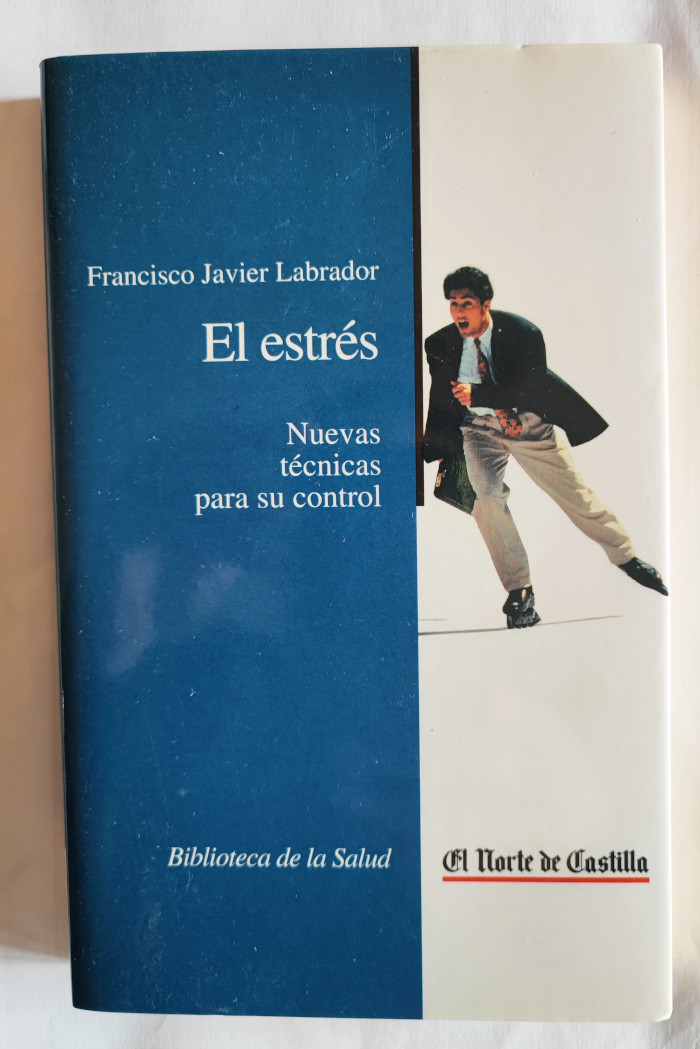 Francisco Javier Labrador
El estrés
Nuevas
técnicas
para su control
Biblioteca de la Salud
El Norte de Castilla